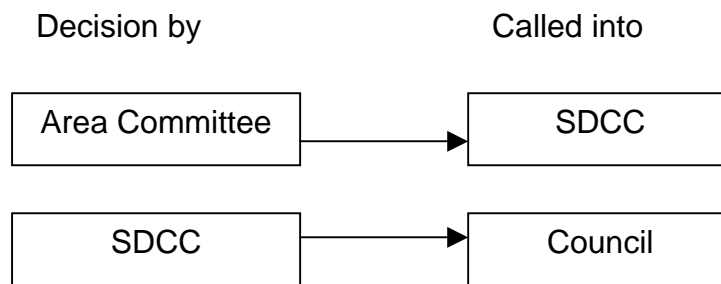 Decision by Called into
Area Committee SDCC
SDCC Council